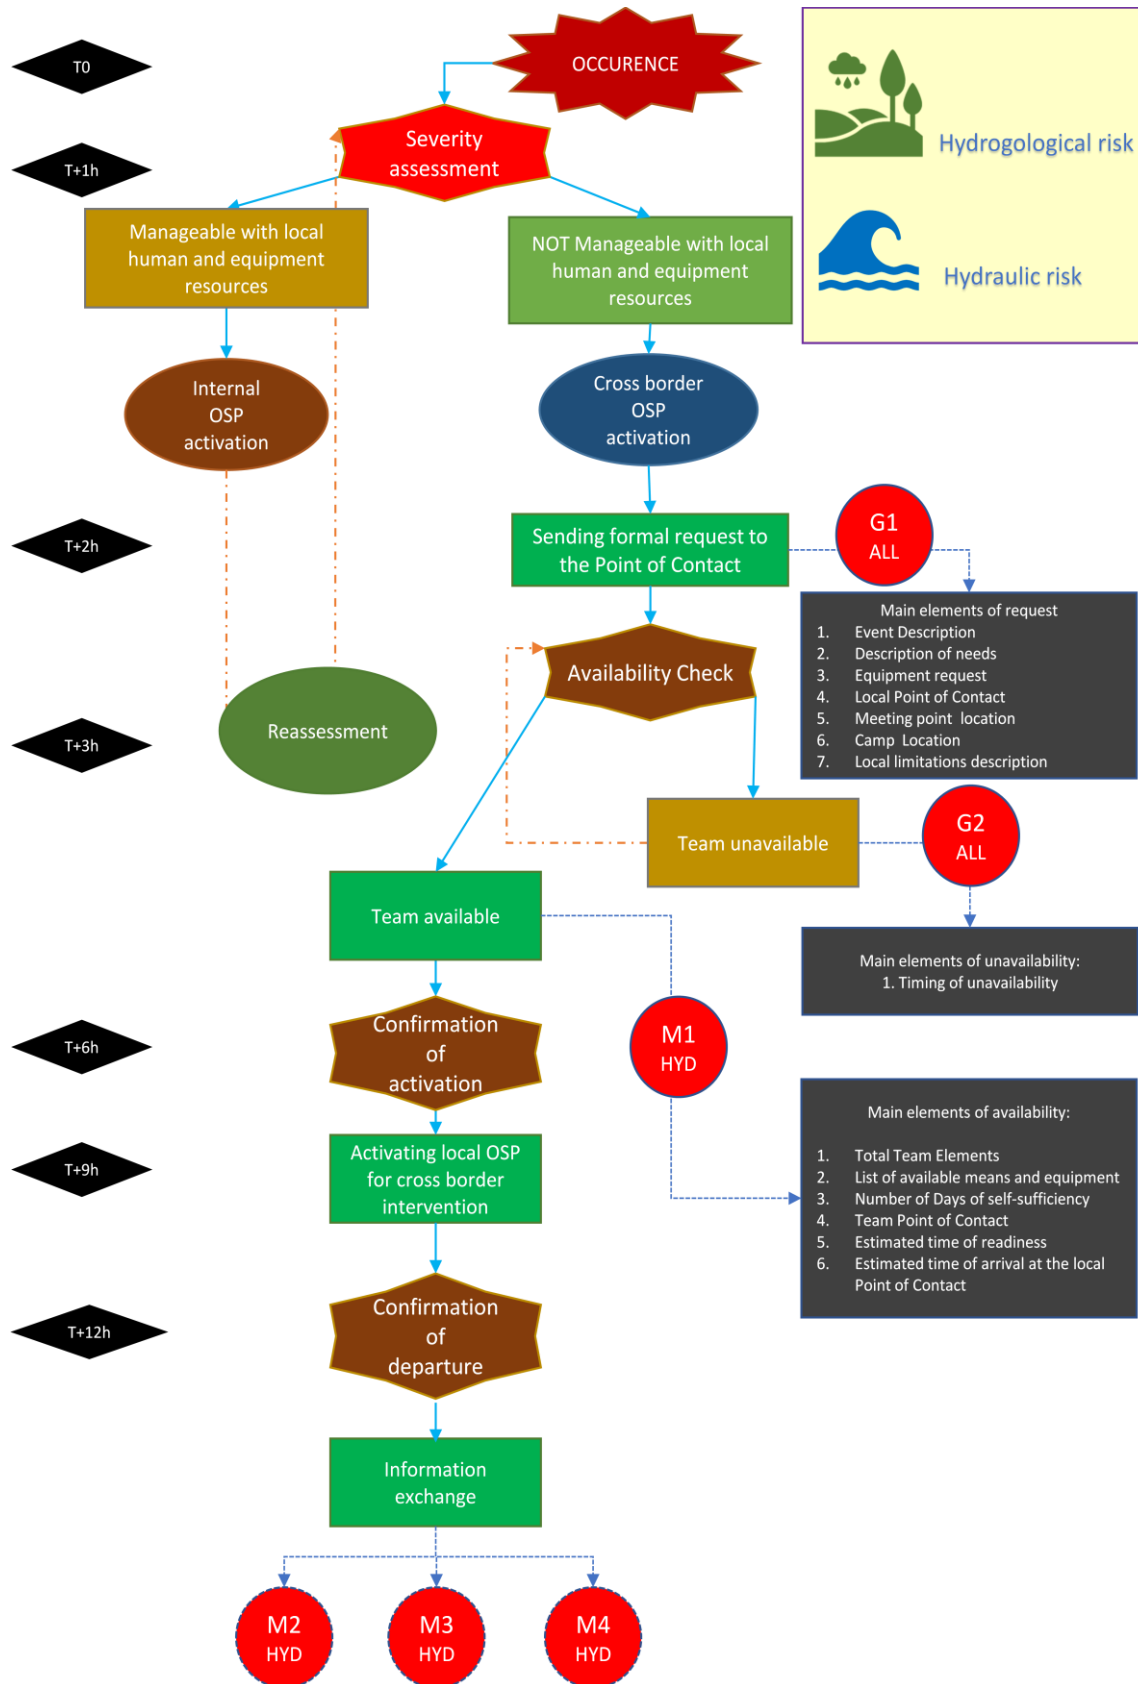 T0
OCCURENCE
Hydrogological risk
Hydraulic risk
T+1h
Severity
assessment
Manageable with local
human and equipment
resources
NOT Manageable with local
human and equipment
resources
Internal
OSP
activation
Cross border
OSP
activation
T+2h
Sending formal request to
the Point of Contact
G1
ALL
Main elements of request
1. Event Description
2. Description of needs
3. Equipment request
4. Local Point of Contact
5. Meeting point location
6. Camp Location
7. Local limitations description
Availability Check
T+3h
Reassessment
Team unavailable
G2
ALL
Team available
Main elements of unavailability:
1. Timing of unavailability
T+6h
Confirmation
of
activation
M1
HYD
Main elements of availability:
1. Total Team Elements
2. List of available means and equipment
3. Number of Days of self-sufficiency
4. Team Point of Contact
5. Estimated time of readiness
6. Estimated time of arrival at the local
Point of Contact
T+9h
Activating local OSP
for cross border
intervention
T+12h
Confirmation
of
departure
Information
exchange
M2
HYD
M3
HYD
M4
HYD